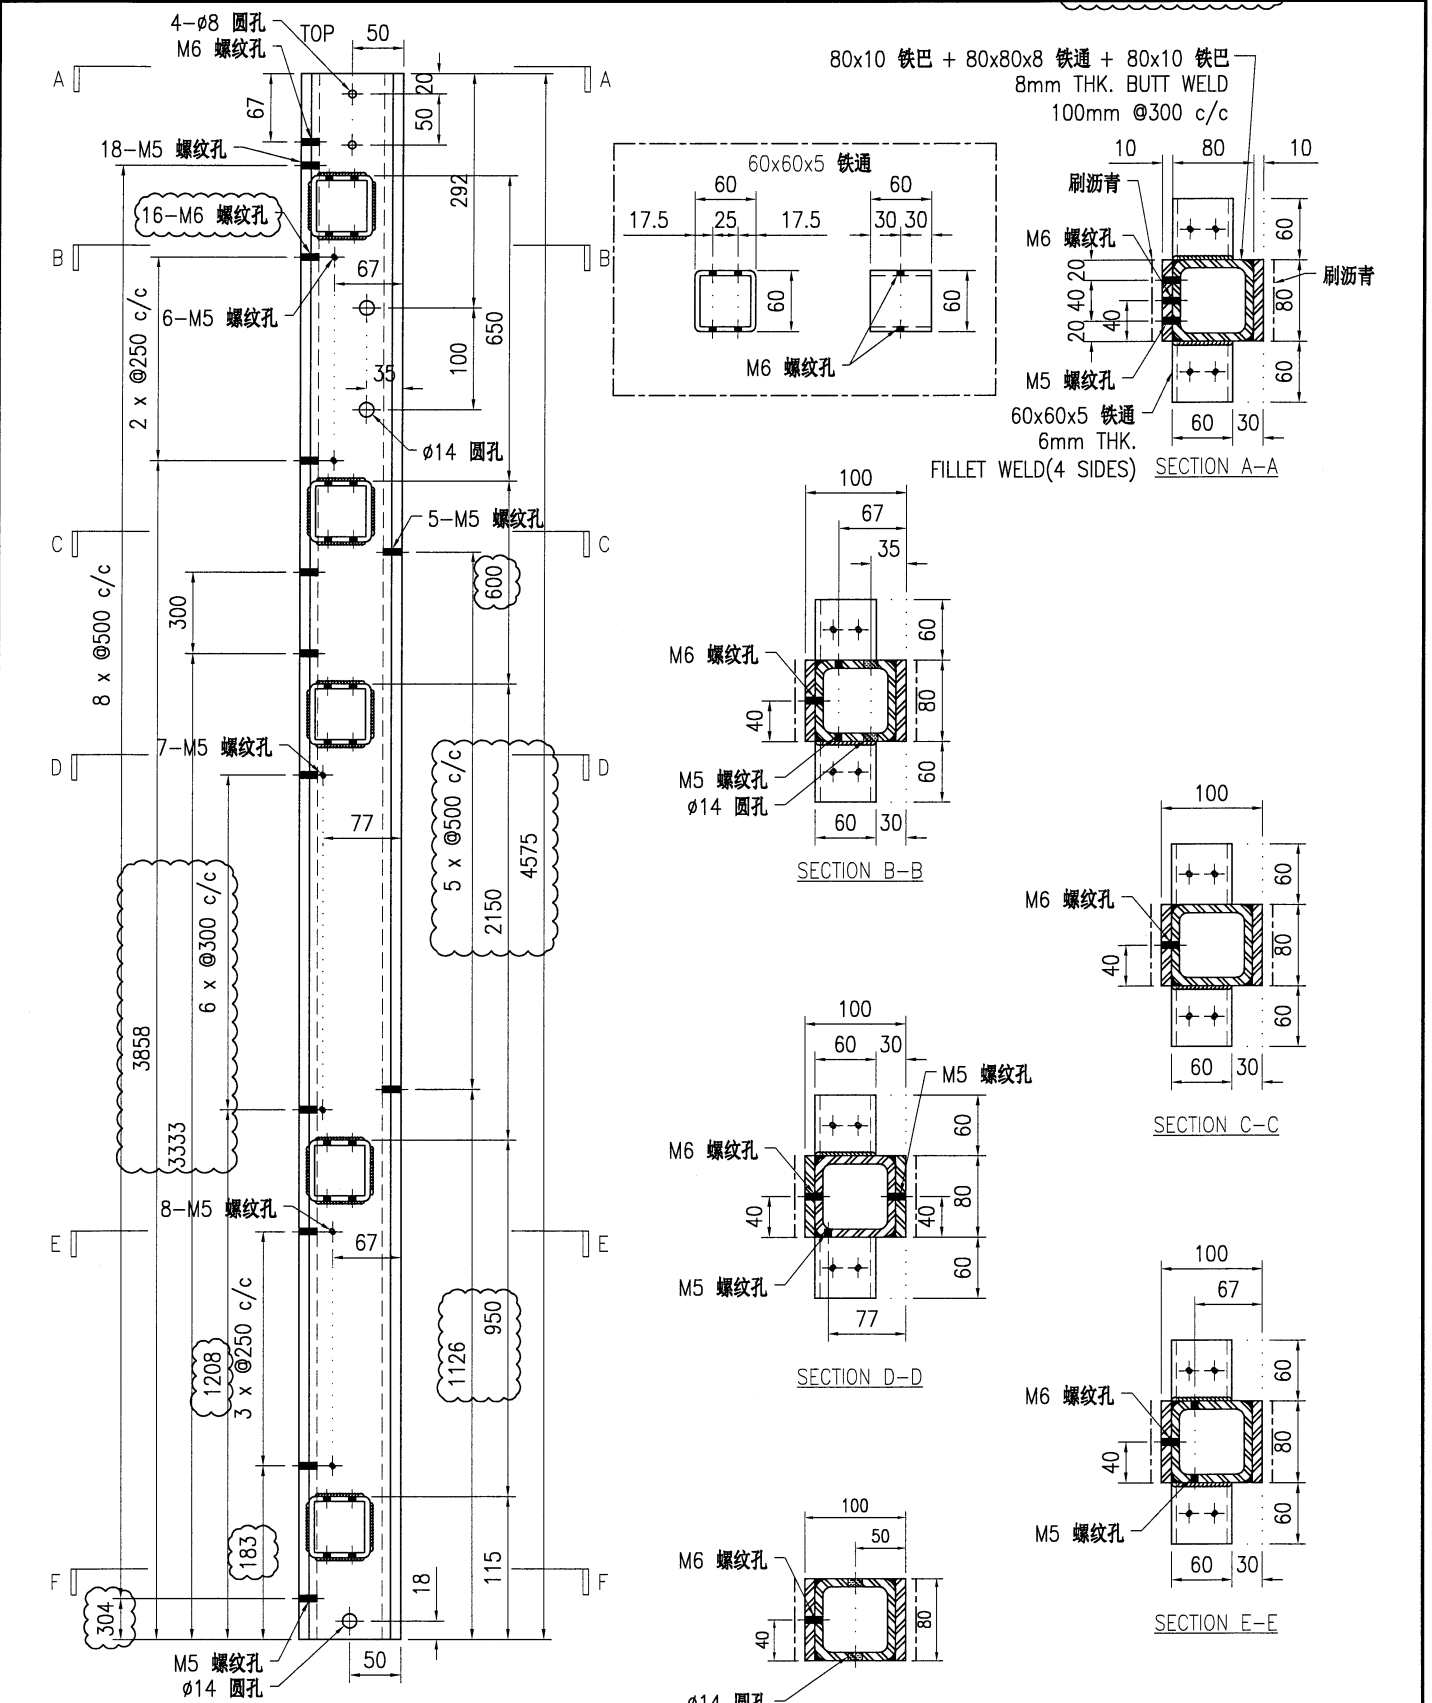 4-ø8 圆孔
TOP
50
M6 螺纹孔
A
A
67
20
50
18-M5 螺纹孔
292
16-M6 螺纹孔
B
B
67
6-M5 螺纹孔
650
2 x @250 c/c
100
35
ø14 圆孔
5-M5 螺纹孔
C
C
600
8 x @500 c/c
300
7-M5 螺纹孔
D
D
77
5 x @500 c/c
2150
4575
6 x @300 c/c
3858
3333
8-M5 螺纹孔
E
E
67
3 x @250 c/c
1208
1126
950
183
115
F
F
304
18
M5 螺纹孔
ø14 圆孔
50
60x60x5 铁通
60
60
17.5
25
17.5
30
30
60
60
M6 螺纹孔
80x10 铁巴 + 80x80x8 铁通 + 80x10 铁巴
8mm THK. BUTT WELD
100mm @300 c/c
10
80
10
刷沥青
60
M6 螺纹孔
20
40
20
40
80
刷沥青
M5 螺纹孔
60
60x60x5 铁通
6mm THK.
FILLET WELD(4 SIDES)
60
30
SECTION A-A
100
67
35
60
M6 螺纹孔
40
80
M5 螺纹孔
ø14 圆孔
60
60
30
SECTION B-B
100
60
M6 螺纹孔
40
80
60
60
30
SECTION C-C
100
60
30
M5 螺纹孔
60
M6 螺纹孔
40
40
80
M5 螺纹孔
60
77
SECTION D-D
100
67
60
M6 螺纹孔
40
80
M5 螺纹孔
60
60
30
SECTION E-E
100
50
M6 螺纹孔
40
80
ø14 圆孔